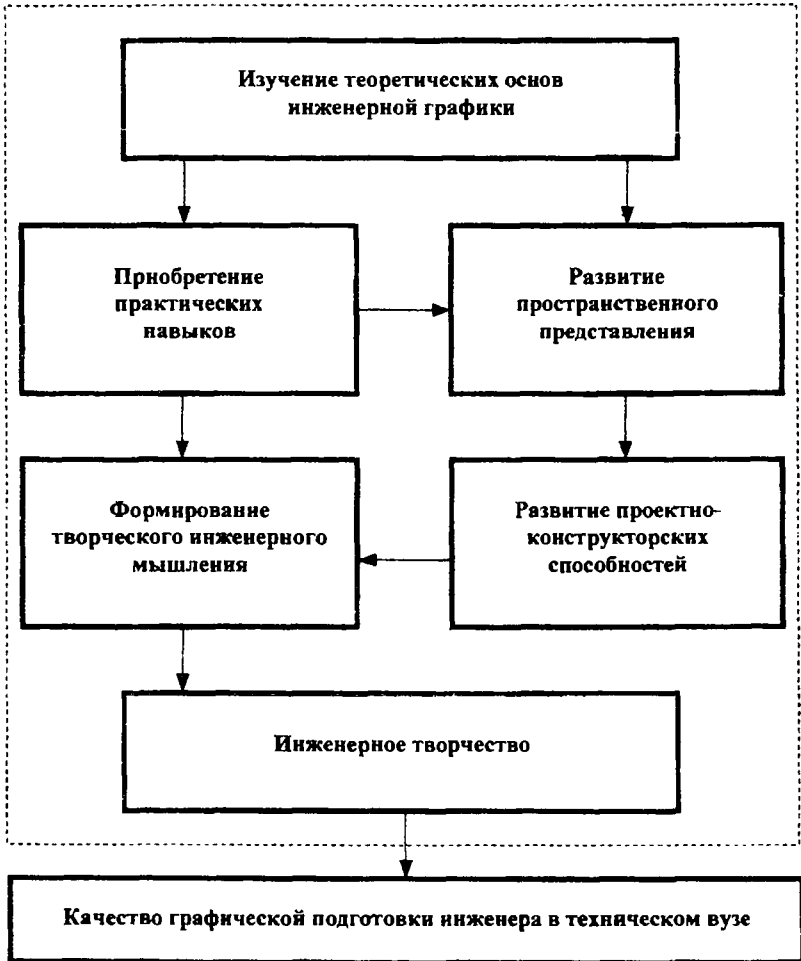 Изучение теоретических основ
инженерной графики
Приобретение
практических
навыков
Развитие
пространственного
представления
Формирование
творческого инженерного
мышления
Развитие проектно-
конструкторских
способностей
Инженерное творчество
Качество графической подготовки инженера в техническом вузе